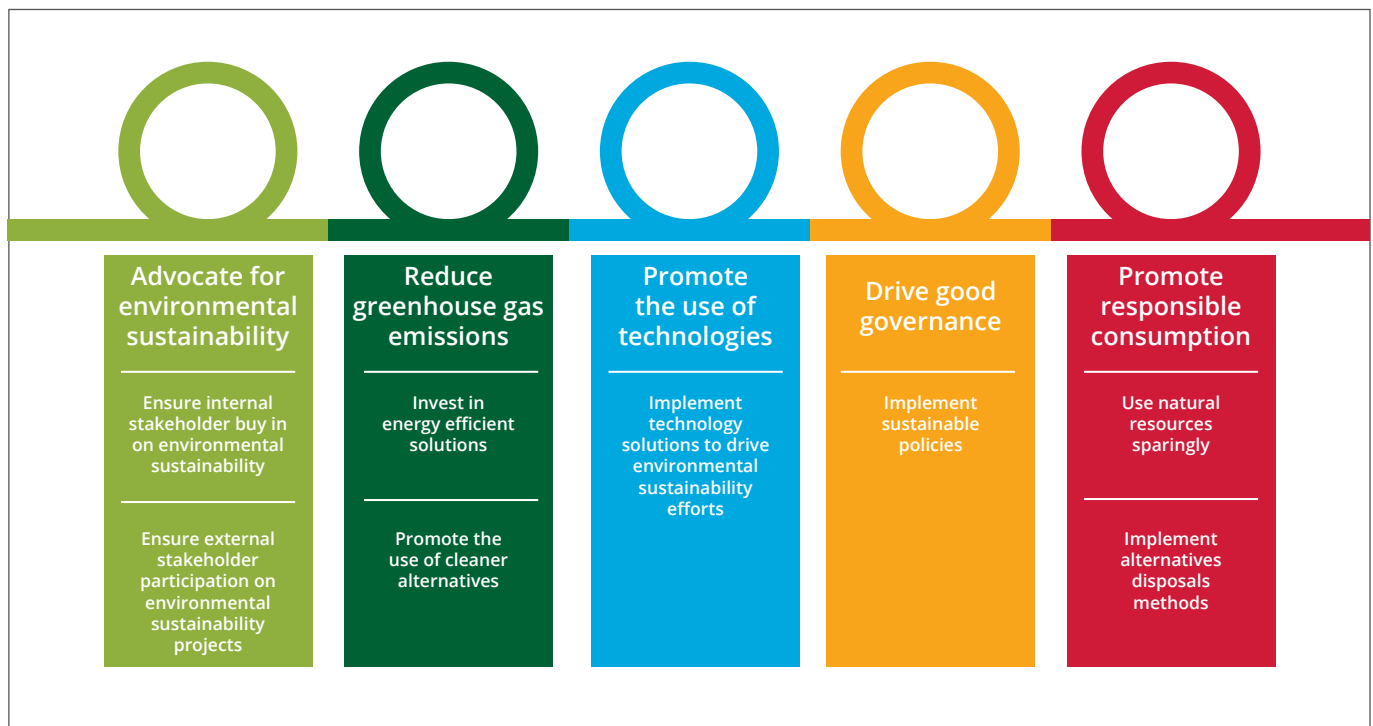 Advocate for
environmental
sustainability
Ensure internal
stakeholder buy in
on environmental
sustainability
Ensure external
stakeholder
participation on
environmental
sustainability
projects
Reduce
greenhouse gas
emissions
Invest in
energy efficient
solutions
Promote the
use of cleaner
alternatives
Promote
the use of
technologies
Implement
technology
solutions to drive
environmental
sustainability
efforts
Drive good
governance
Implement
sustainable
policies
Promote
responsible
consumption
Use natural
resources
sparingly
Implement
alternatives
disposals
methods